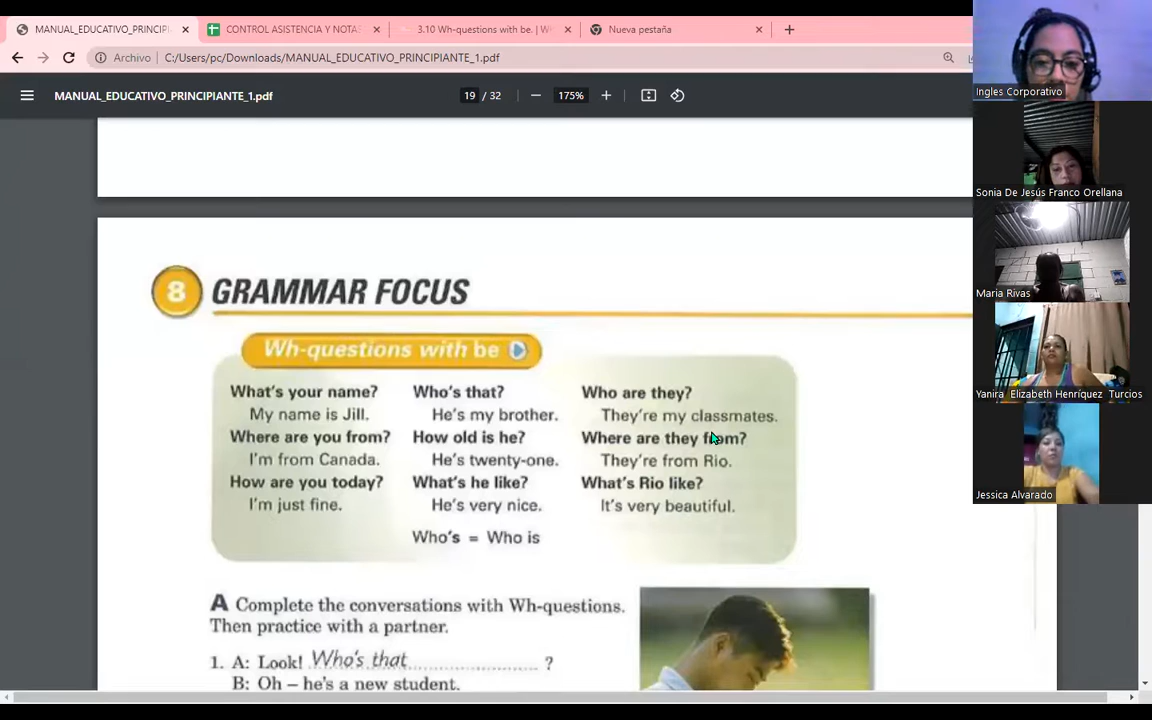 MANUAL_EDUCATIVO_PRINCIPI
CONTROL ASISTENCIA Y NOTAS
3.10 Wh-questions with be. | W
Nueva pestaña
Archivo
C:/Users/pc/Downloads/MANUAL_EDUCATIVO_PRINCIPIANTE_1.pdf
MANUAL_EDUCATIVO_PRINCIPIANTE_1.pdf
19 / 32
175%
8 GRAMMAR FOCUS
Wh-questions with be
What's your name?
My name is Jill.
Where are you from?
I'm from Canada.
How are you today?
I'm just fine.
Who's that?
He's my brother.
How old is he?
He's twenty-one.
What's he like?
He's very nice.
Who's = Who is
Who are they?
They're my classmates.
Where are they from?
They're from Rio.
What's Rio like?
It's very beautiful.
A Complete the conversations with Wh-questions.
Then practice with a partner.
1. A: Look! Who's that ?
B: Oh – he's a new student.
Ingles Corporativo
Sonia De Jesús Franco Orellana
Maria Rivas
Yanira Elizabeth Henríquez Turcios
Jessica Alvarado